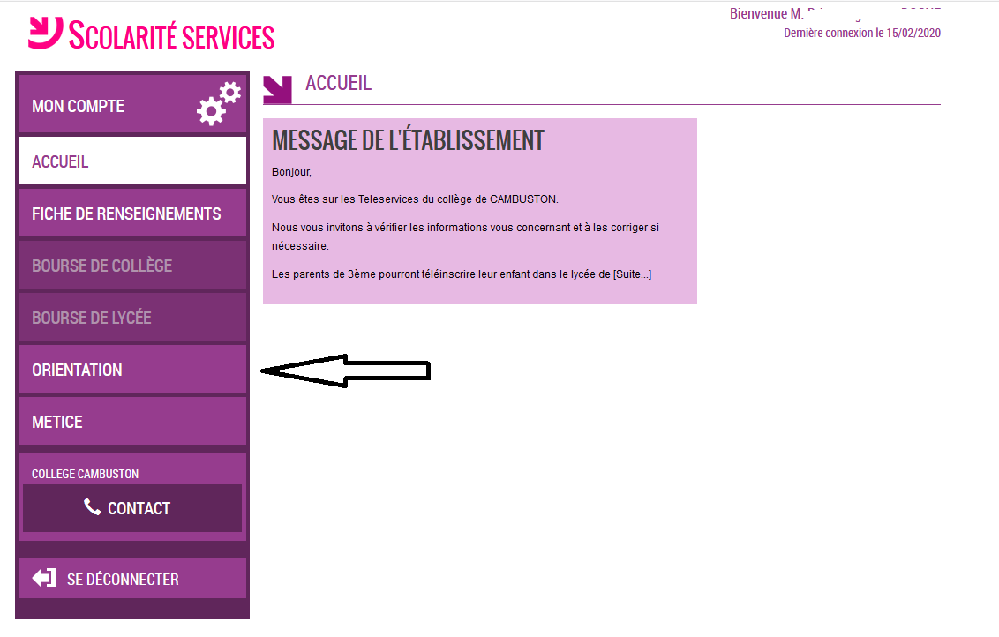 Bienvenue M.
Dernière connexion le 15/02/2020
SCOLARITÉ SERVICES
MON COMPTE
ACCUEIL
FICHE DE RENSEIGNEMENTS
BOURSE DE COLLÈGE
BOURSE DE LYCÉE
ORIENTATION
METICE
COLLEGE CAMBUSTON
CONTACT
SE DÉCONNECTER
ACCUEIL
MESSAGE DE L'ÉTABLISSEMENT
Bonjour,
Vous êtes sur les Teleservices du collège de CAMBUSTON.
Nous vous invitons à vérifier les informations vous concernant et à les corriger si
nécessaire.
Les parents de 3ème pourront téléinscrire leur enfant dans le lycée de [Suite...]